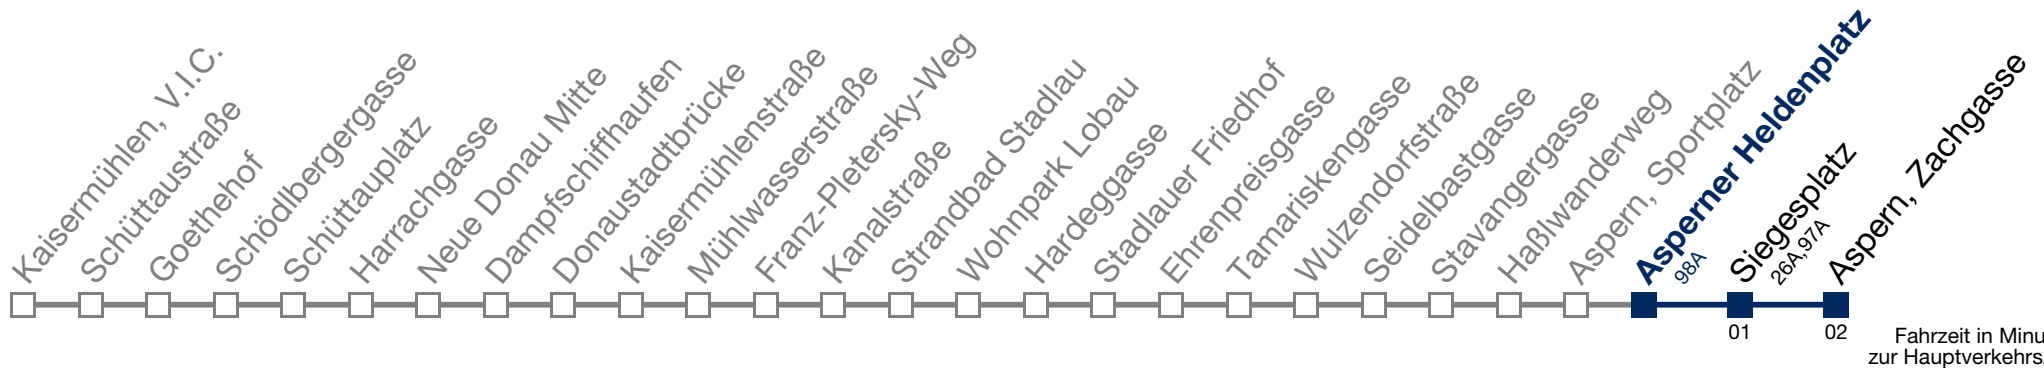 Kaisermühlen, V.I.C.
Schüttaustraße
Goethehof
Schödlbergergasse
Schüttauplatz
Harrachgasse
Neue Donau Mitte
Dampfschiffhaufen
Donaustadtbrücke
Kaisermühlenstraße
Mühlwasserstraße
Franz-Pletersky-Weg
Kanalstraße
Strandbad Stadlau
Wohnpark Lobau
Hardeggasse
Stadlauer Friedhof
Ehrenpreisgasse
Tamariskengasse
Wulzendorfstraße
Seidelbastgasse
Stavangergasse
Haßlwanderweg
Aspern, Sportplatz
Asperner Heldenplatz
98A
Siegesplatz
26A,97A
Aspern, Zachgasse
01
02
Fahrzeit in Minu
zur Hauptverkehrs